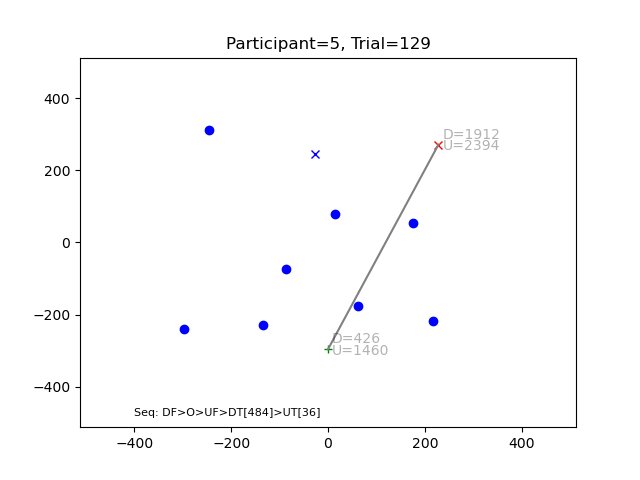 Participant=5, Trial=129
400
200
0
−200
−400
D=1912
U=2394
D=426
U=1460
Seq: DF>O>UF>DT[484]>UT[36]
−400 −200 0 200 400